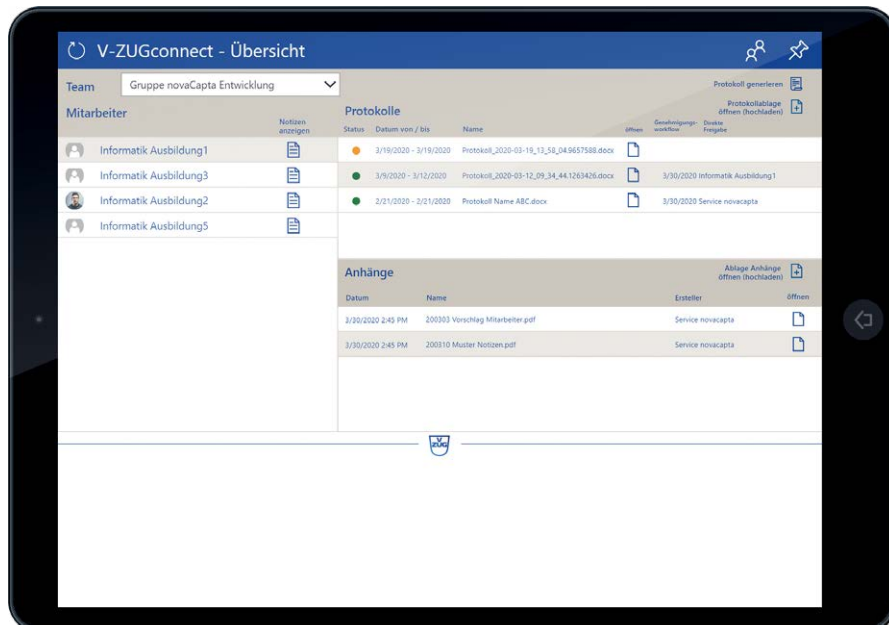 V-ZUGconnect - Übersicht
Team
Gruppe novaCapta Entwicklung
Protokoll generieren
Mitarbeiter
Notizen
anzeigen
Protokolle
Protokollablage
öffnen (hochladen)
Status Datum von / bis Name öffnen
Genehmigungs-
workflow
Direkte
Freigabe
Informatik Ausbildung1
Informatik Ausbildung3
Informatik Ausbildung2
Informatik Ausbildung5
3/19/2020 - 3/19/2020 Protokoll_2020-03-19_13_58_04.9657588.docx
3/9/2020 - 3/12/2020 Protokoll_2020-03-12_09_34_44.1263426.docx 3/30/2020 Informatik Ausbildung1
2/21/2020 - 2/21/2020 Protokoll Name ABC.docx 3/30/2020 Service novacapta
Anhänge
Ablage Anhänge
öffnen (hochladen)
Datum Name Ersteller öffnen
3/30/2020 2:45 PM 200303 Vorschlag Mitarbeiter.pdf Service novacapta
3/30/2020 2:45 PM 200310 Muster Notizen.pdf Service novacapta
V
ZUG